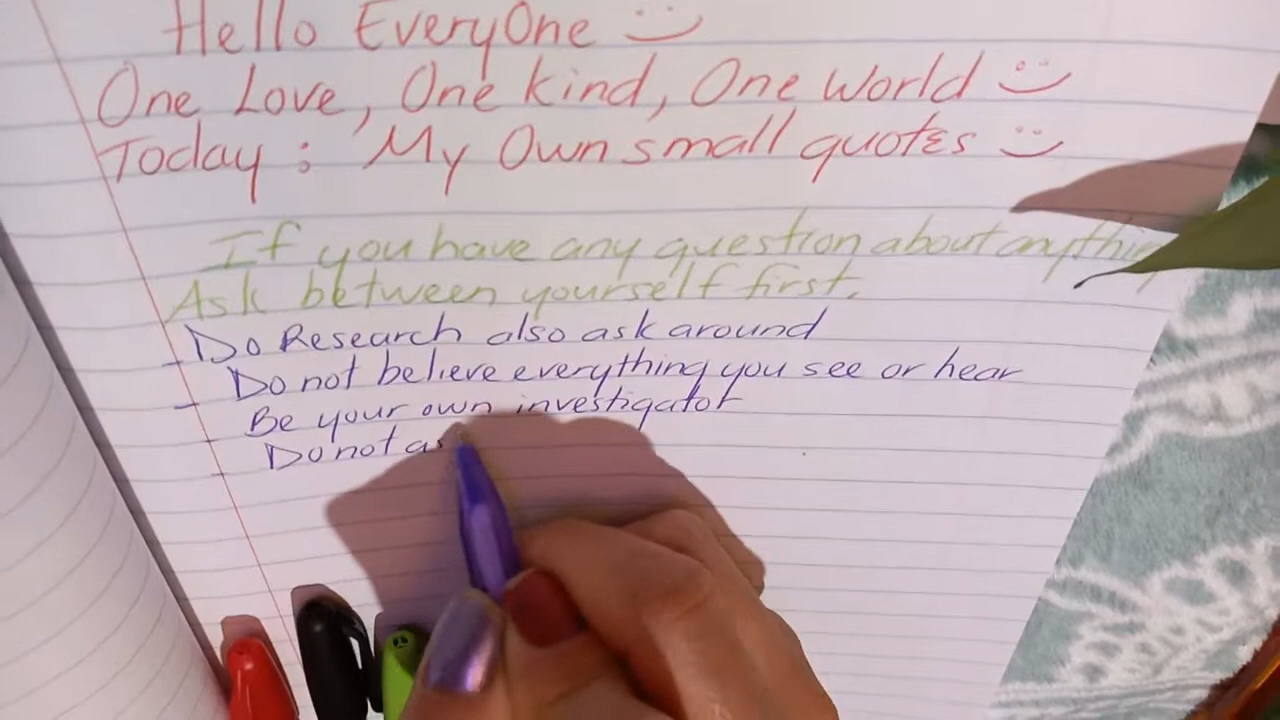 Hello EveryOne :)
One Love, One kind, One World :)
Today : My Own small quotes :)
If you have any question about anythin
Ask between yourself first.
- Do Research also ask around
- Do not believe everything you see or hear
- Be your own investigator
- Do not as